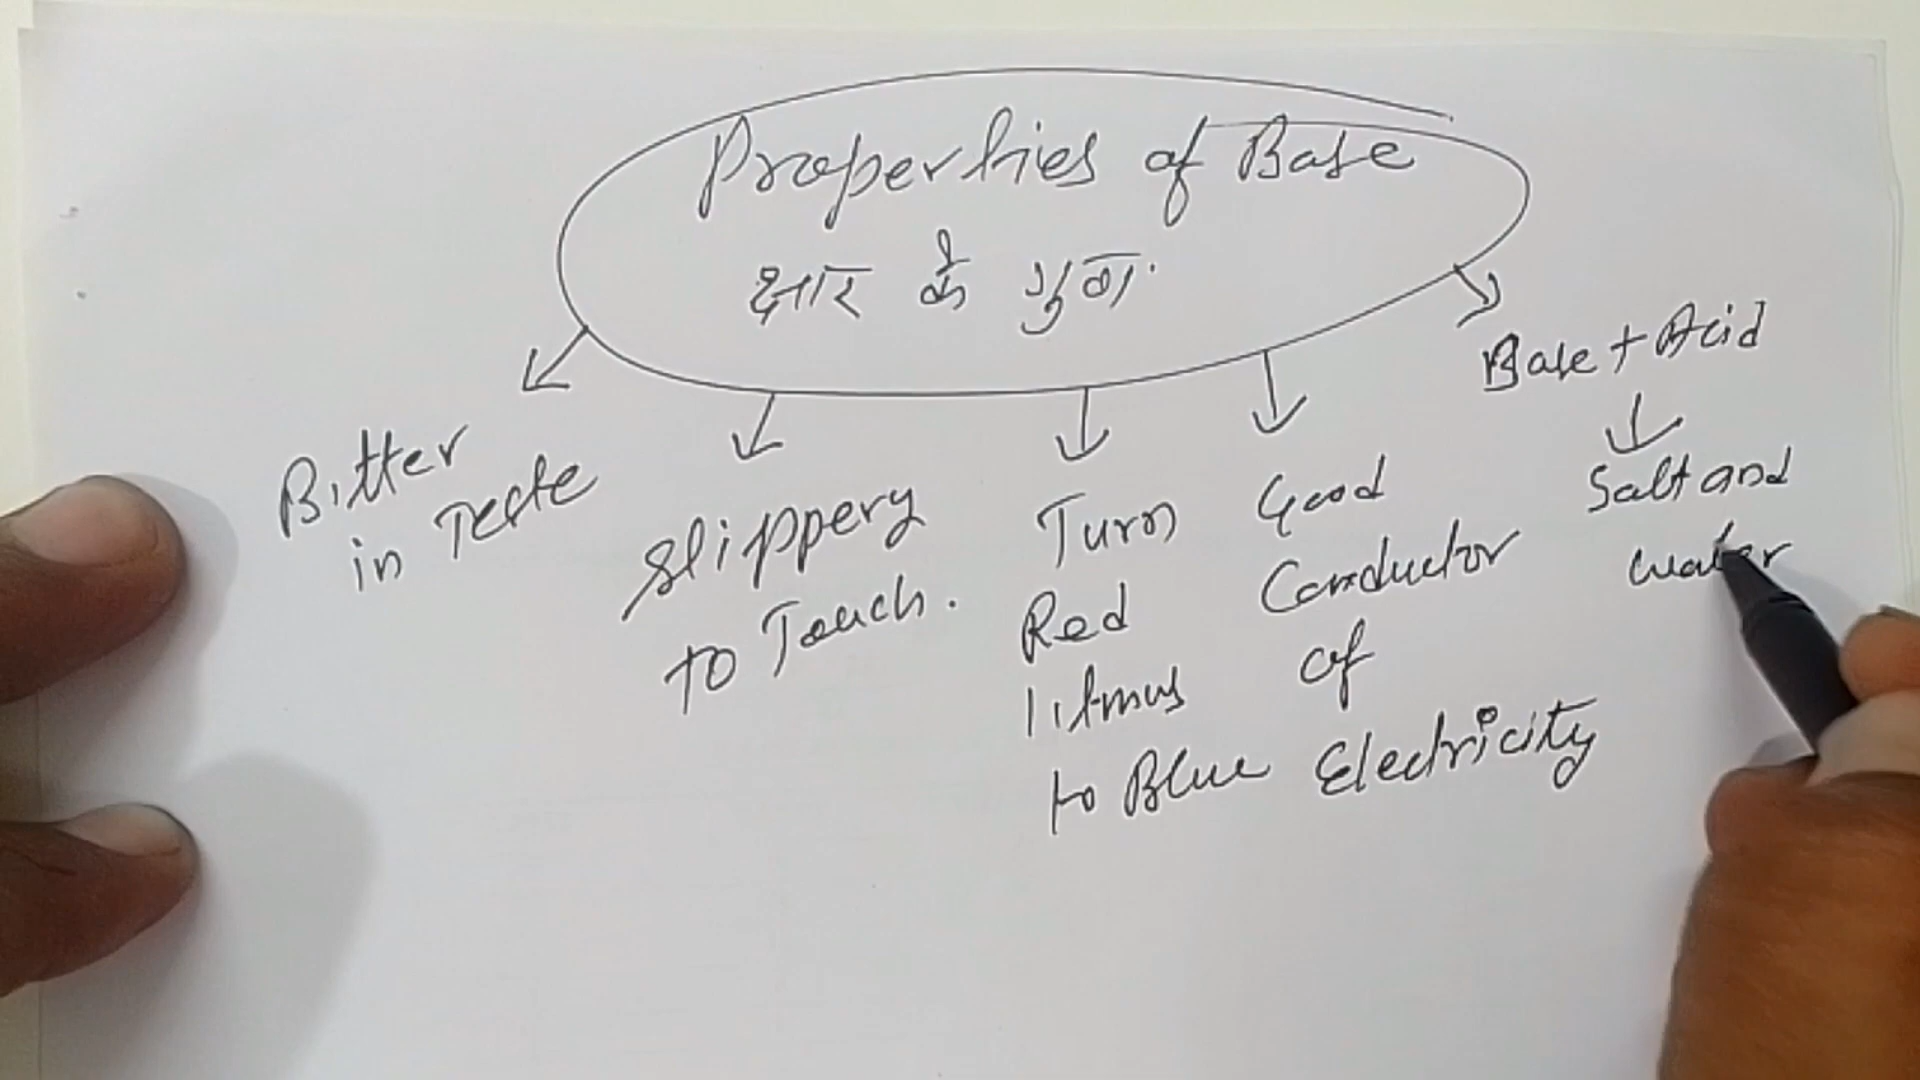 Properties of Base
क्षार के गुण
Bitter
in Teste
Slippery
to Touch.
Turn
Red
litmus
to Blue
Good
Conductor
of
Electricity
Base + Acid
Salt and
water